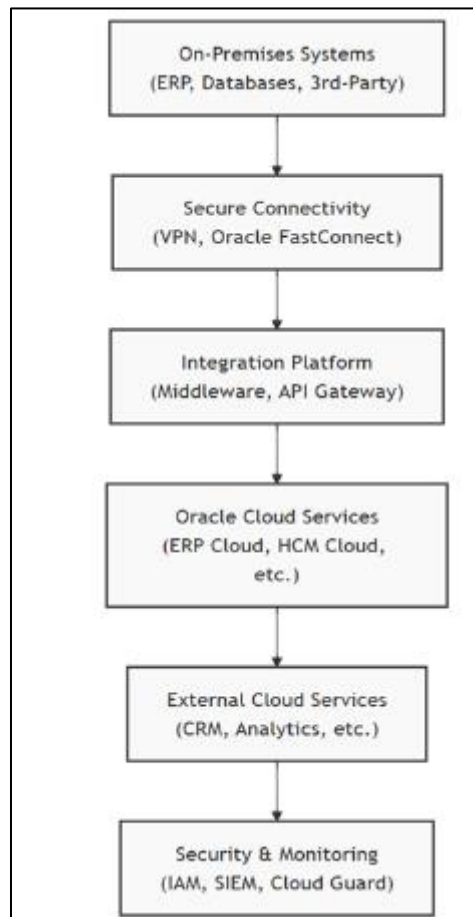 On-Premises Systems
(ERP, Databases, 3rd-Party)
Secure Connectivity
(VPN, Oracle FastConnect)
Integration Platform
(Middleware, API Gateway)
Oracle Cloud Services
(ERP Cloud, HCM Cloud,
etc.)
External Cloud Services
(CRM, Analytics, etc.)
Security & Monitoring
(IAM, SIEM, Cloud Guard)